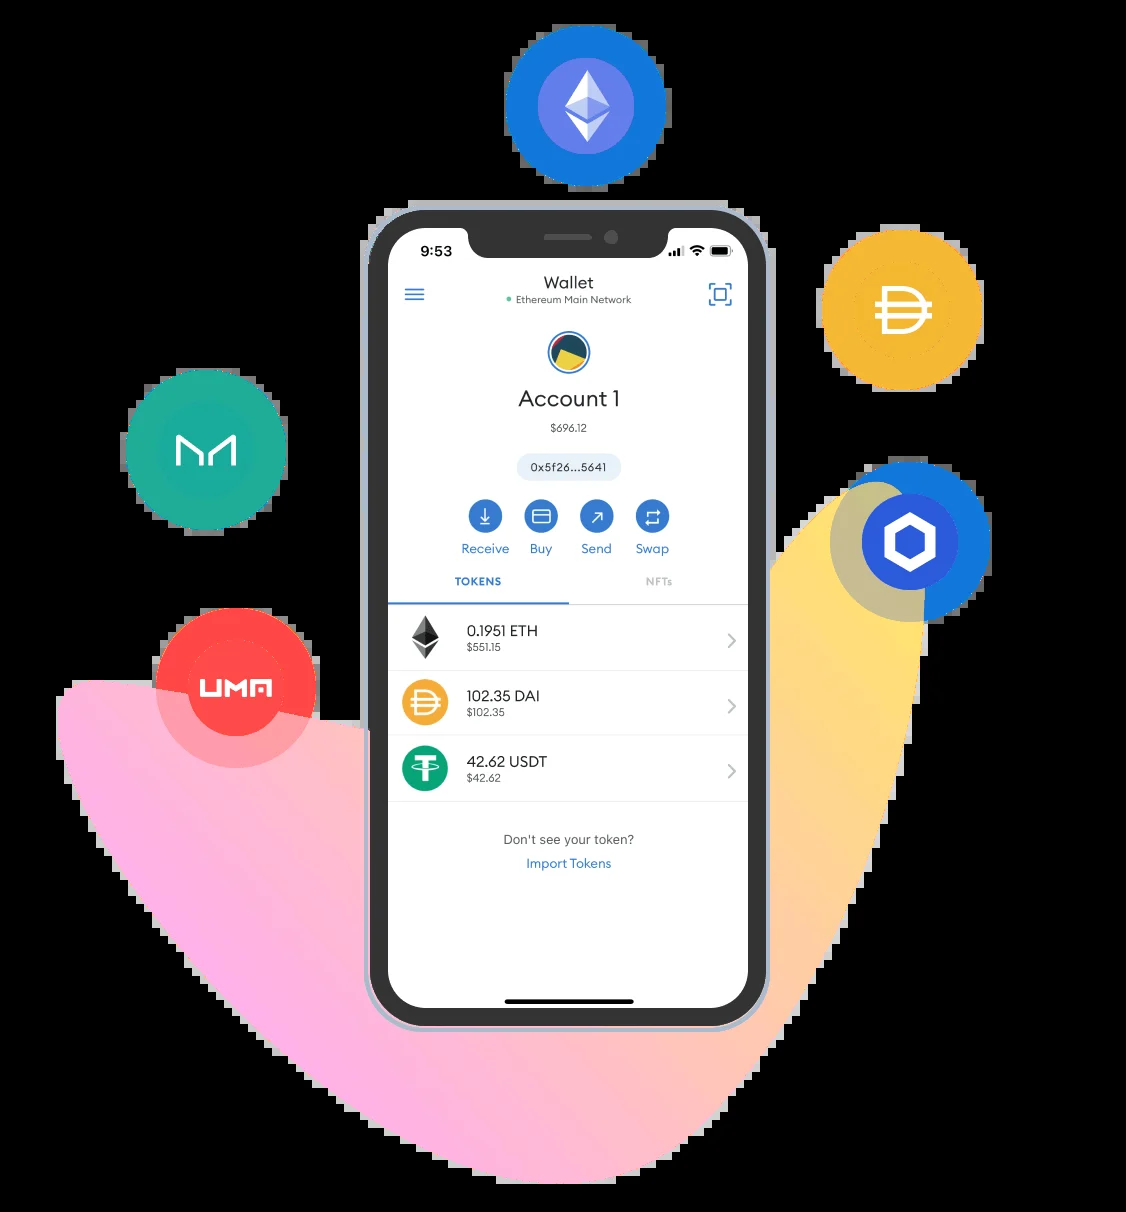 9:53
Wallet
Ethereum Main Network
Account 1
$696.12
0x5f26...5641
Receive Buy Send Swap
TOKENS NFTs
0.1951 ETH
$551.15
UMA
102.35 DAI
$102.35
42.62 USDT
$42.62
Don't see your token?
Import Tokens